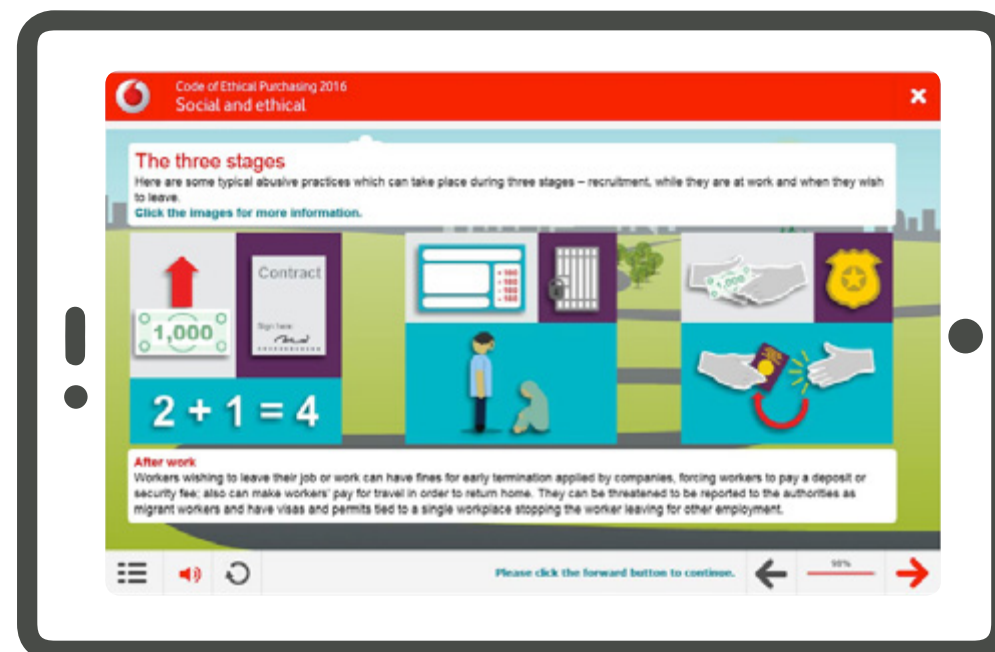 Code of Ethical Purchasing 2016
Social and ethical
The three stages
Here are some typical abusive practices which can take place during three stages – recruitment, while they are at work and when they wish
to leave.
Click the images for more information.
1,000
Contract
Sign here
2 + 1 = 4
1,000
After work
Workers wishing to leave their job or work can have fines for early termination applied by companies, forcing workers to pay a deposit or
security fee; also can make workers' pay for travel in order to return home. They can be threatened to be reported to the authorities as
migrant workers and have visas and permits tied to a single workplace stopping the worker leaving for other employment.
Please click the forward button to continue.